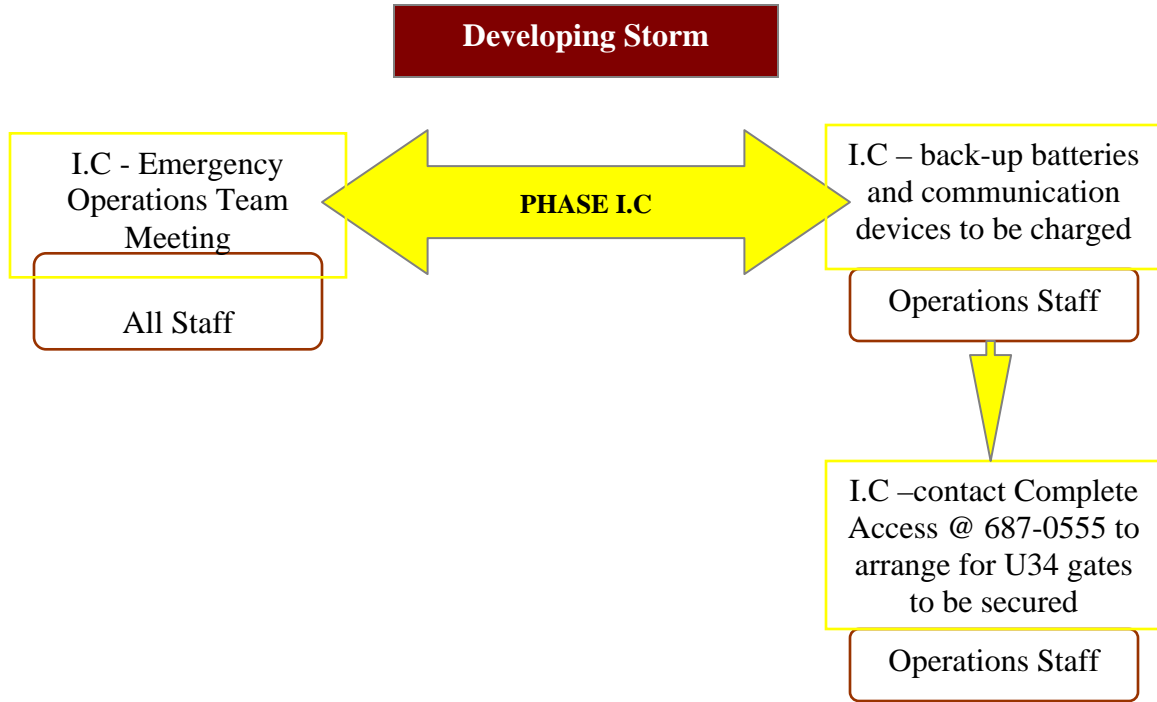 Developing Storm
I.C - Emergency
Operations Team
Meeting
All Staff
PHASE I.C
I.C – back-up batteries
and communication
devices to be charged
Operations Staff
I.C –contact Complete
Access @ 687-0555 to
arrange for U34 gates
to be secured
Operations Staff